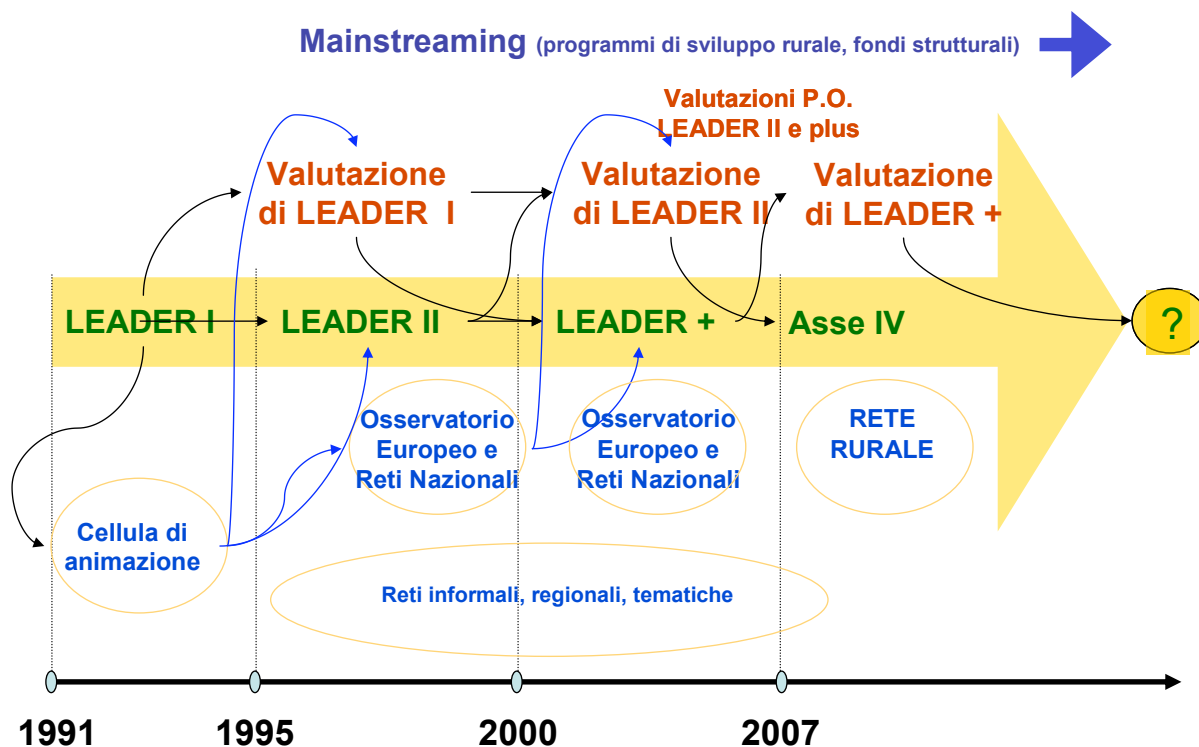 Mainstreaming (programmi di sviluppo rurale, fondi strutturali)
Valutazioni P.O.
LEADER II e plus
Valutazione
di LEADER I
Valutazione
di LEADER II
Valutazione
di LEADER +
LEADER I
LEADER II
LEADER +
Asse IV
?
Osservatorio
Europeo e
Reti Nazionali
Osservatorio
Europeo e
Reti Nazionali
RETE
RURALE
Cellula di
animazione
Reti informali, regionali, tematiche
1991
1995
2000
2007